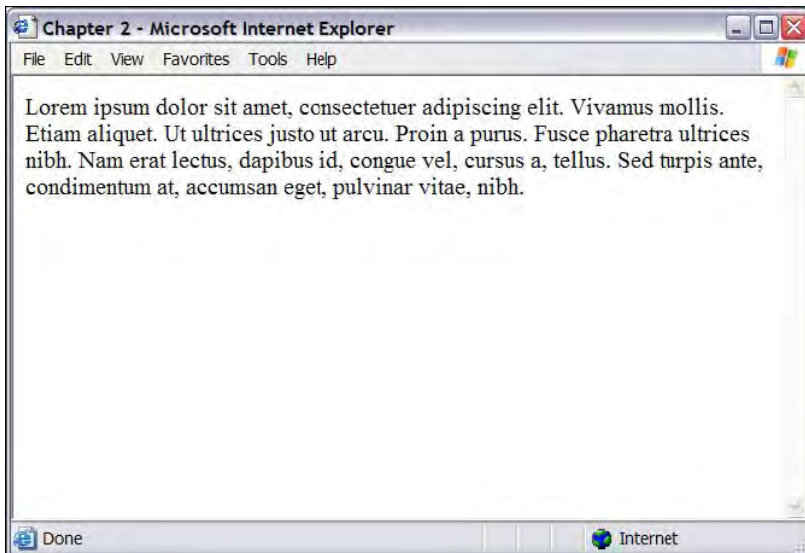 Chapter 2 - Microsoft Internet Explorer
File Edit View Favorites Tools Help
Lorem ipsum dolor sit amet, consectetuer adipiscing elit. Vivamus mollis.
Etiam aliquet. Ut ultrices justo ut arcu. Proin a purus. Fusce pharetra ultrices
nibh. Nam erat lectus, dapibus id, congue vel, cursus a, tellus. Sed turpis ante,
condimentum at, accumsan eget, pulvinar vitae, nibh.
Done Internet